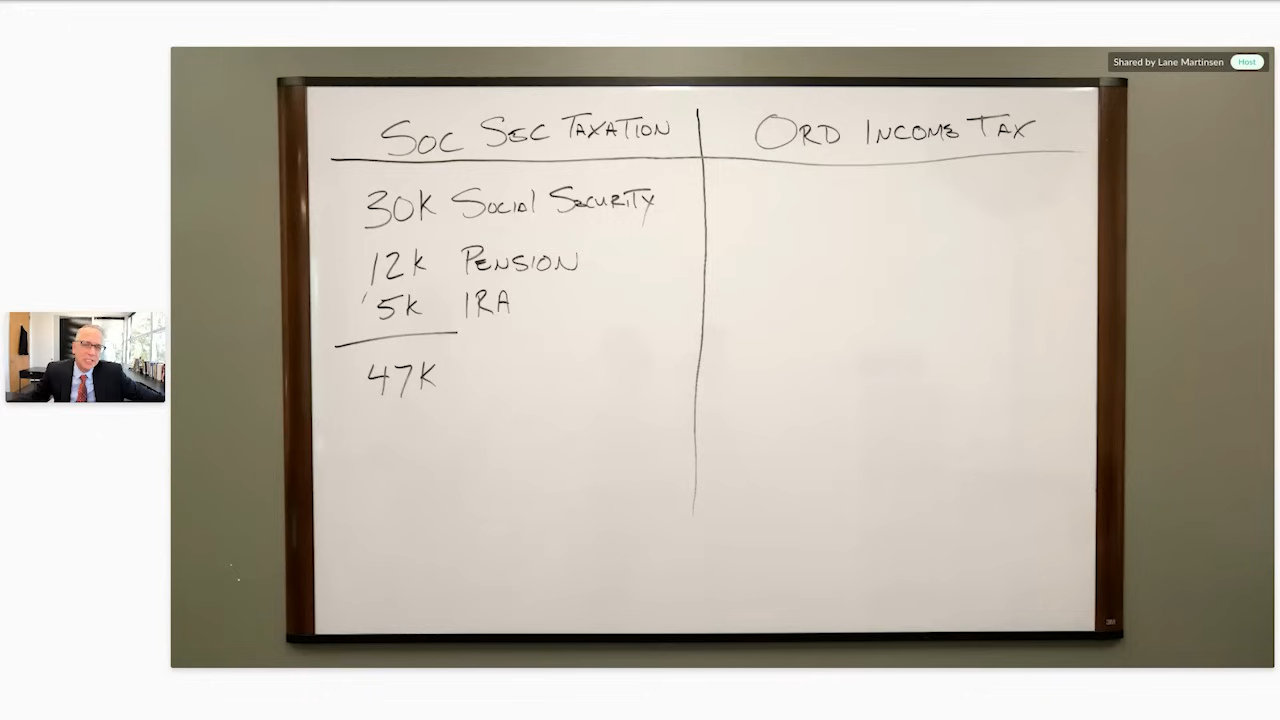 Shared by Lane Martinsen Host
SOC SEC TAXATION
ORD INCOME TAX
30K SOCIAL SECURITY
12K PENSION
5K IRA
47K